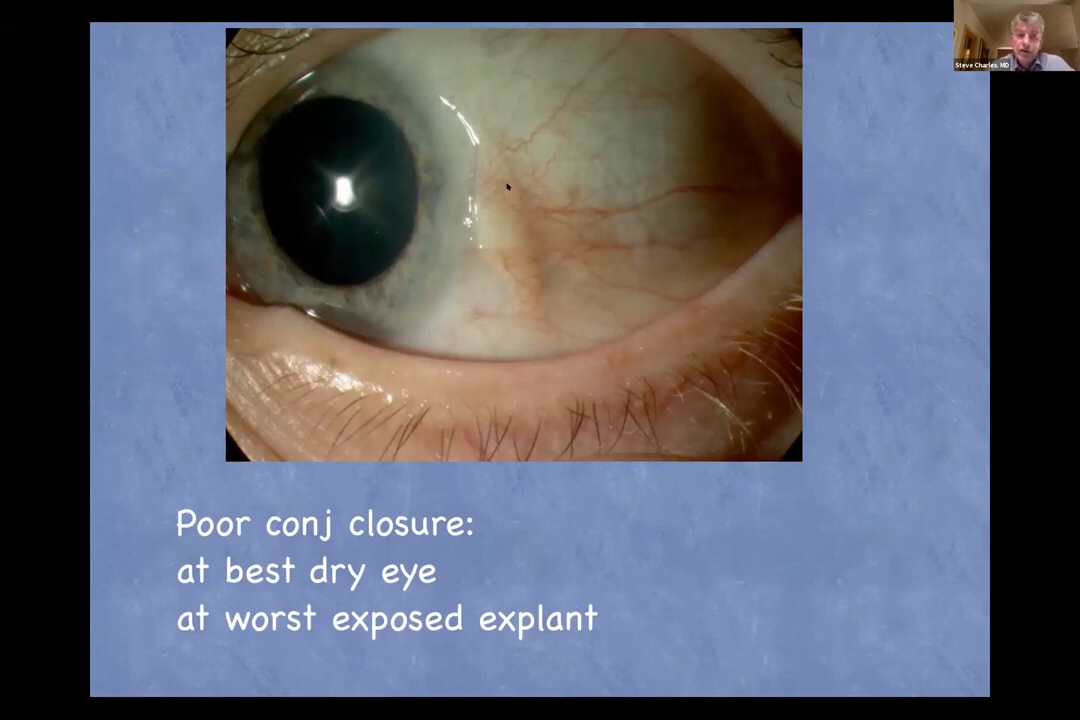 Steve Charles, MD
Poor conj closure:
at best dry eye
at worst exposed explant